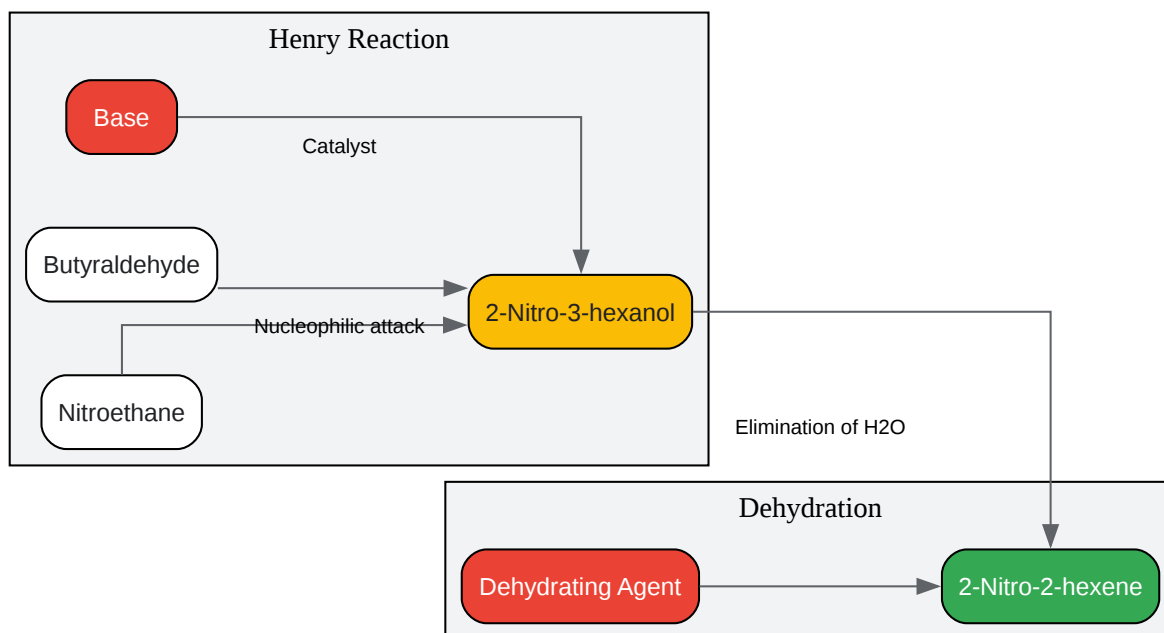 Henry Reaction
Base
Catalyst
Butyraldehyde
2-Nitro-3-hexanol
Nucleophilic attack
Nitroethane
Elimination of H2O
Dehydration
Dehydrating Agent
2-Nitro-2-hexene